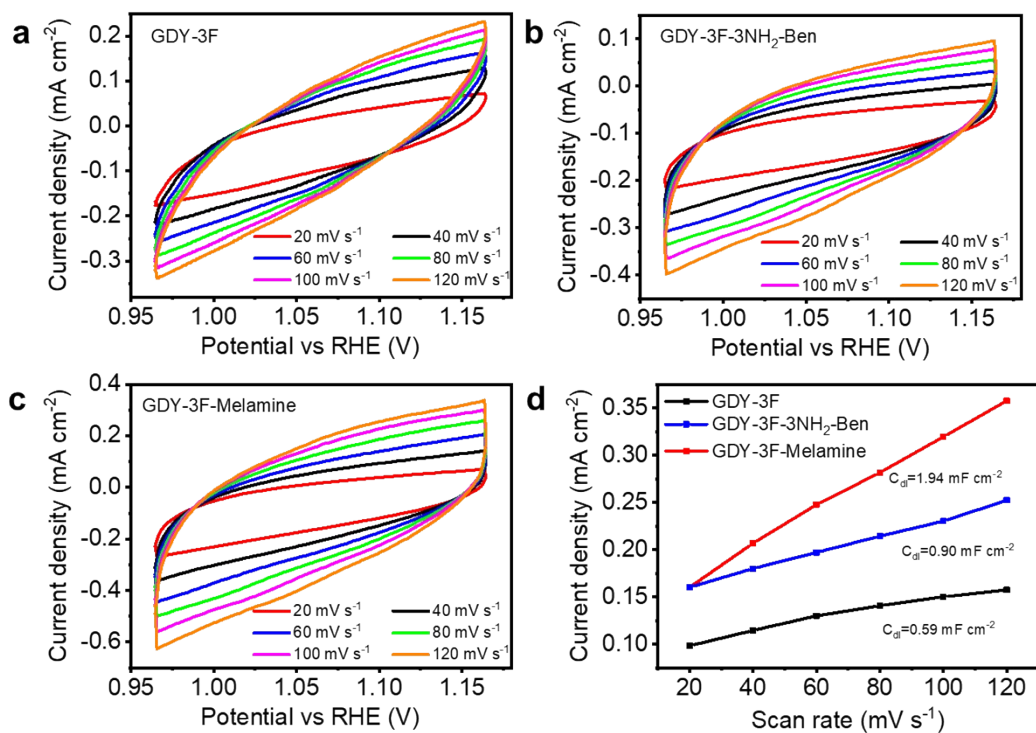 a
GDY-3F
Current density (mA cm⁻²)
0.2
0.1
0.0
-0.1
-0.2
-0.3
20 mV s⁻¹
40 mV s⁻¹
60 mV s⁻¹
80 mV s⁻¹
100 mV s⁻¹
120 mV s⁻¹
0.95
1.00
1.05
1.10
1.15
Potential vs RHE (V)
b
GDY-3F-3NH₂-Ben
Current density (mA cm⁻²)
0.1
0.0
-0.1
-0.2
-0.3
-0.4
20 mV s⁻¹
40 mV s⁻¹
60 mV s⁻¹
80 mV s⁻¹
100 mV s⁻¹
120 mV s⁻¹
0.95
1.00
1.05
1.10
1.15
Potential vs RHE (V)
c
GDY-3F-Melamine
Current density (mA cm⁻²)
0.4
0.2
0.0
-0.2
-0.4
-0.6
20 mV s⁻¹
40 mV s⁻¹
60 mV s⁻¹
80 mV s⁻¹
100 mV s⁻¹
120 mV s⁻¹
0.95
1.00
1.05
1.10
1.15
Potential vs RHE (V)
d
Current density (mA cm⁻²)
0.35
0.30
0.25
0.20
0.15
0.10
GDY-3F
GDY-3F-3NH₂-Ben
GDY-3F-Melamine
C_dl=1.94 mF cm⁻²
C_dl=0.90 mF cm⁻²
C_dl=0.59 mF cm⁻²
20
40
60
80
100
120
Scan rate (mV s⁻¹)